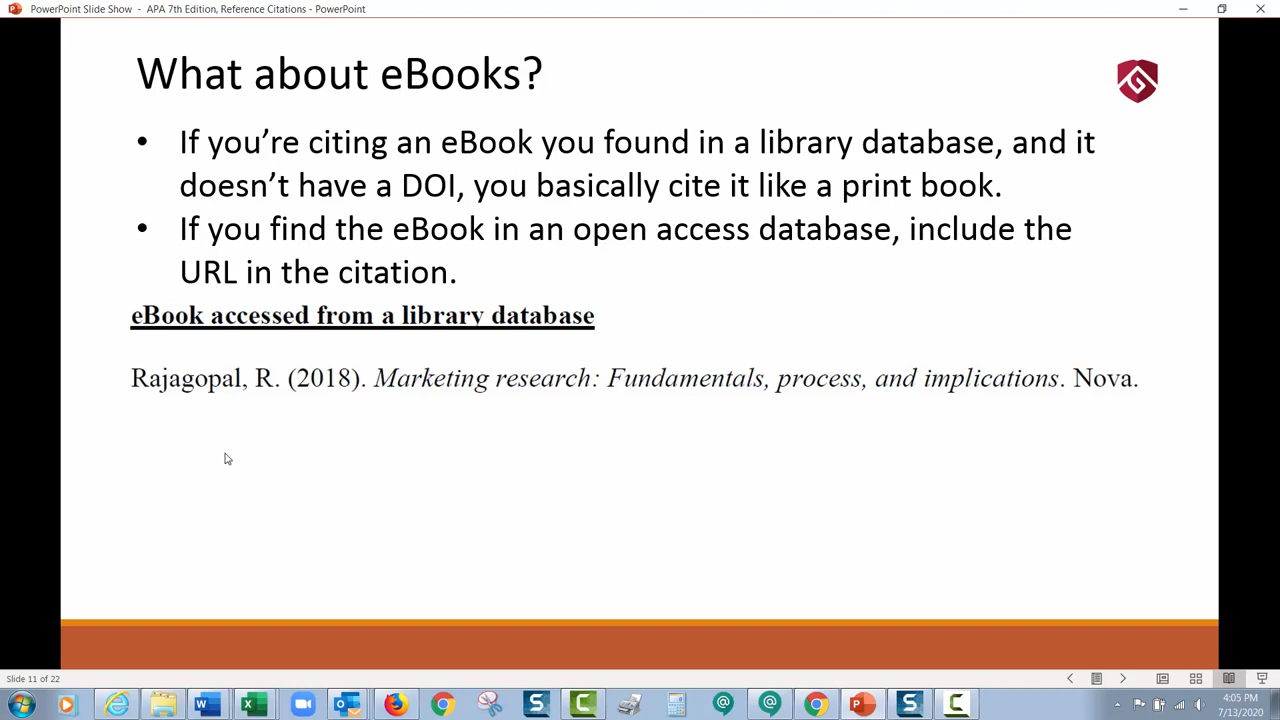 PowerPoint Slide Show - APA 7th Edition, Reference Citations - PowerPoint
What about eBooks?
• If you’re citing an eBook you found in a library database, and it
doesn’t have a DOI, you basically cite it like a print book.
• If you find the eBook in an open access database, include the
URL in the citation.
eBook accessed from a library database
Rajagopal, R. (2018). Marketing research: Fundamentals, process, and implications. Nova.
Slide 11 of 22
4:05 PM
7/13/2020